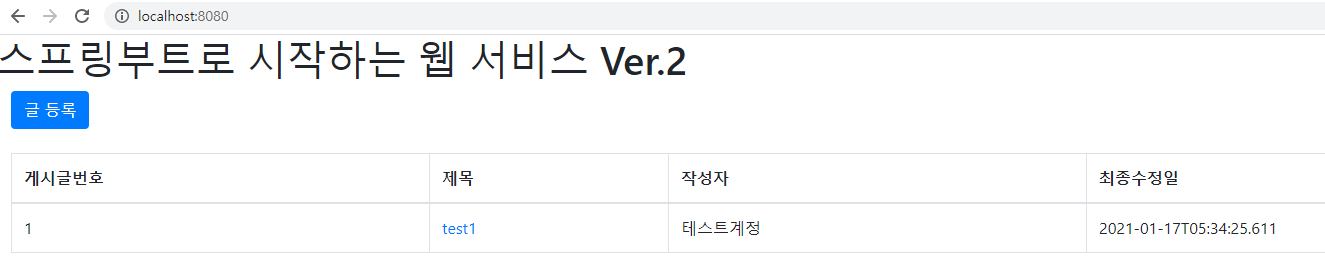 localhost:8080
스프링부트로 시작하는 웹 서비스 Ver.2
글 등록
게시글번호 제목 작성자 최종수정일
1 test1 테스트계정 2021-01-17T05:34:25.611